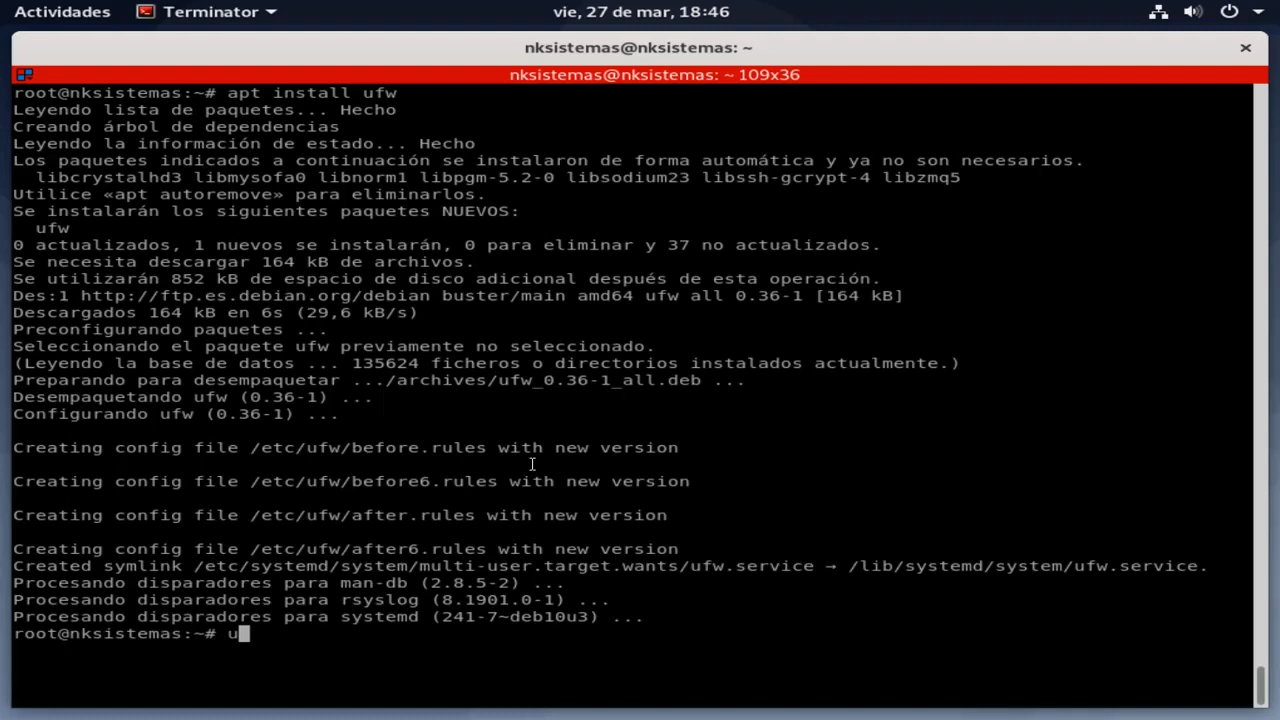 Actividades Terminator vie, 27 de mar, 18:46
nksistemas@nksistemas: ~
nksistemas@nksistemas: ~ 109x36
root@nksistemas:~# apt install ufw
Leyendo lista de paquetes... Hecho
Creando árbol de dependencias
Leyendo la información de estado... Hecho
Los paquetes indicados a continuación se instalaron de forma automática y ya no son necesarios.
libcrystalhd3 libmysofa0 libnorm1 libpgm-5.2-0 libsodium23 libssh-gcrypt-4 libzmq5
Utilice «apt autoremove» para eliminarlos.
Se instalarán los siguientes paquetes NUEVOS:
ufw
0 actualizados, 1 nuevos se instalarán, 0 para eliminar y 37 no actualizados.
Se necesita descargar 164 kB de archivos.
Se utilizarán 852 kB de espacio de disco adicional después de esta operación.
Des:1 http://ftp.es.debian.org/debian buster/main amd64 ufw all 0.36-1 [164 kB]
Descargados 164 kB en 6s (29,6 kB/s)
Preconfigurando paquetes ...
Seleccionando el paquete ufw previamente no seleccionado.
(Leyendo la base de datos ... 135624 ficheros o directorios instalados actualmente.)
Preparando para desempaquetar .../archives/ufw_0.36-1_all.deb ...
Desempaquetando ufw (0.36-1) ...
Configurando ufw (0.36-1) ...
Creating config file /etc/ufw/before.rules with new version
Creating config file /etc/ufw/before6.rules with new version
Creating config file /etc/ufw/after.rules with new version
Creating config file /etc/ufw/after6.rules with new version
Created symlink /etc/systemd/system/multi-user.target.wants/ufw.service → /lib/systemd/system/ufw.service.
Procesando disparadores para man-db (2.8.5-2) ...
Procesando disparadores para rsyslog (8.1901.0-1) ...
Procesando disparadores para systemd (241-7~deb10u3) ...
root@nksistemas:~# u